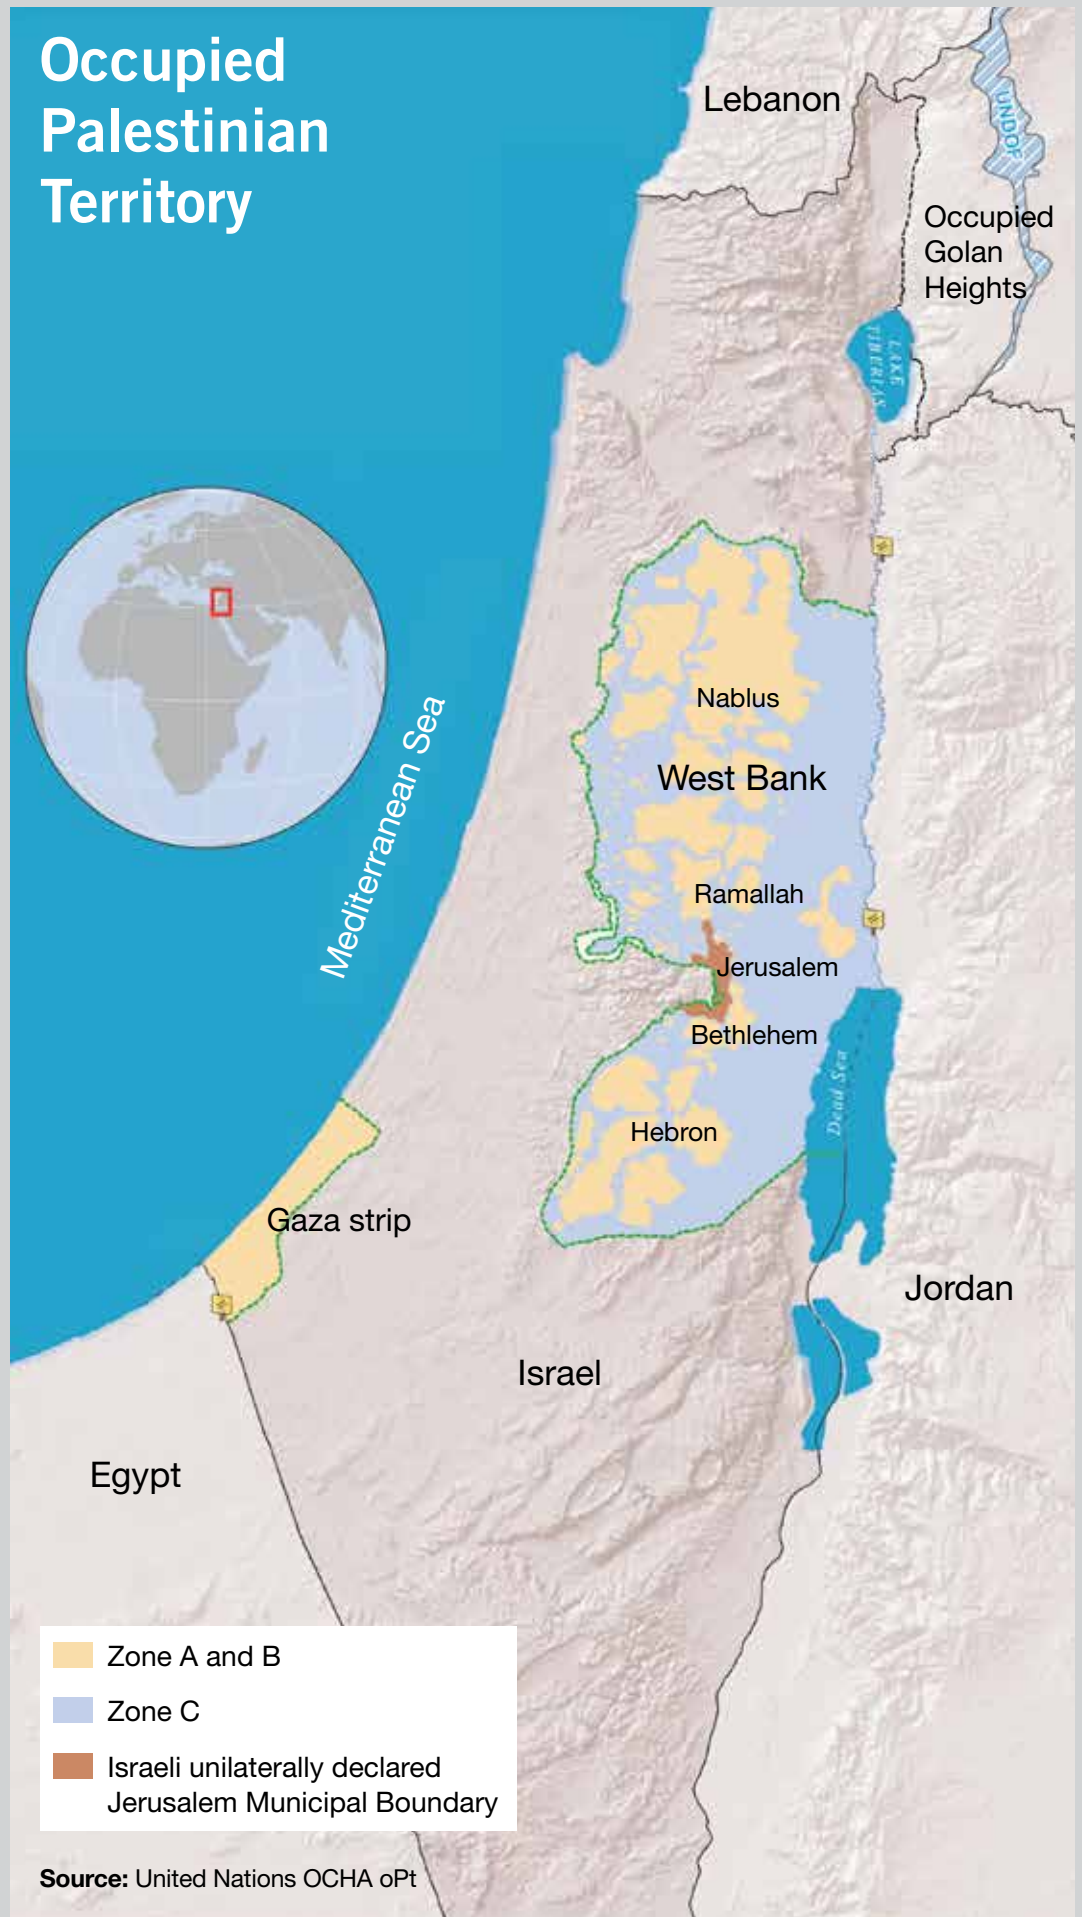 Occupied
Palestinian
Territory
Lebanon
UNDOF
Occupied
Golan
Heights
LAKE
TIBERIAS
Nablus
West Bank
Mediterranean Sea
Ramallah
Jerusalem
Bethlehem
Dead Sea
Hebron
Gaza strip
Jordan
Israel
Egypt
Zone A and B
Zone C
Israeli unilaterally declared
Jerusalem Municipal Boundary
Source: United Nations OCHA oPt